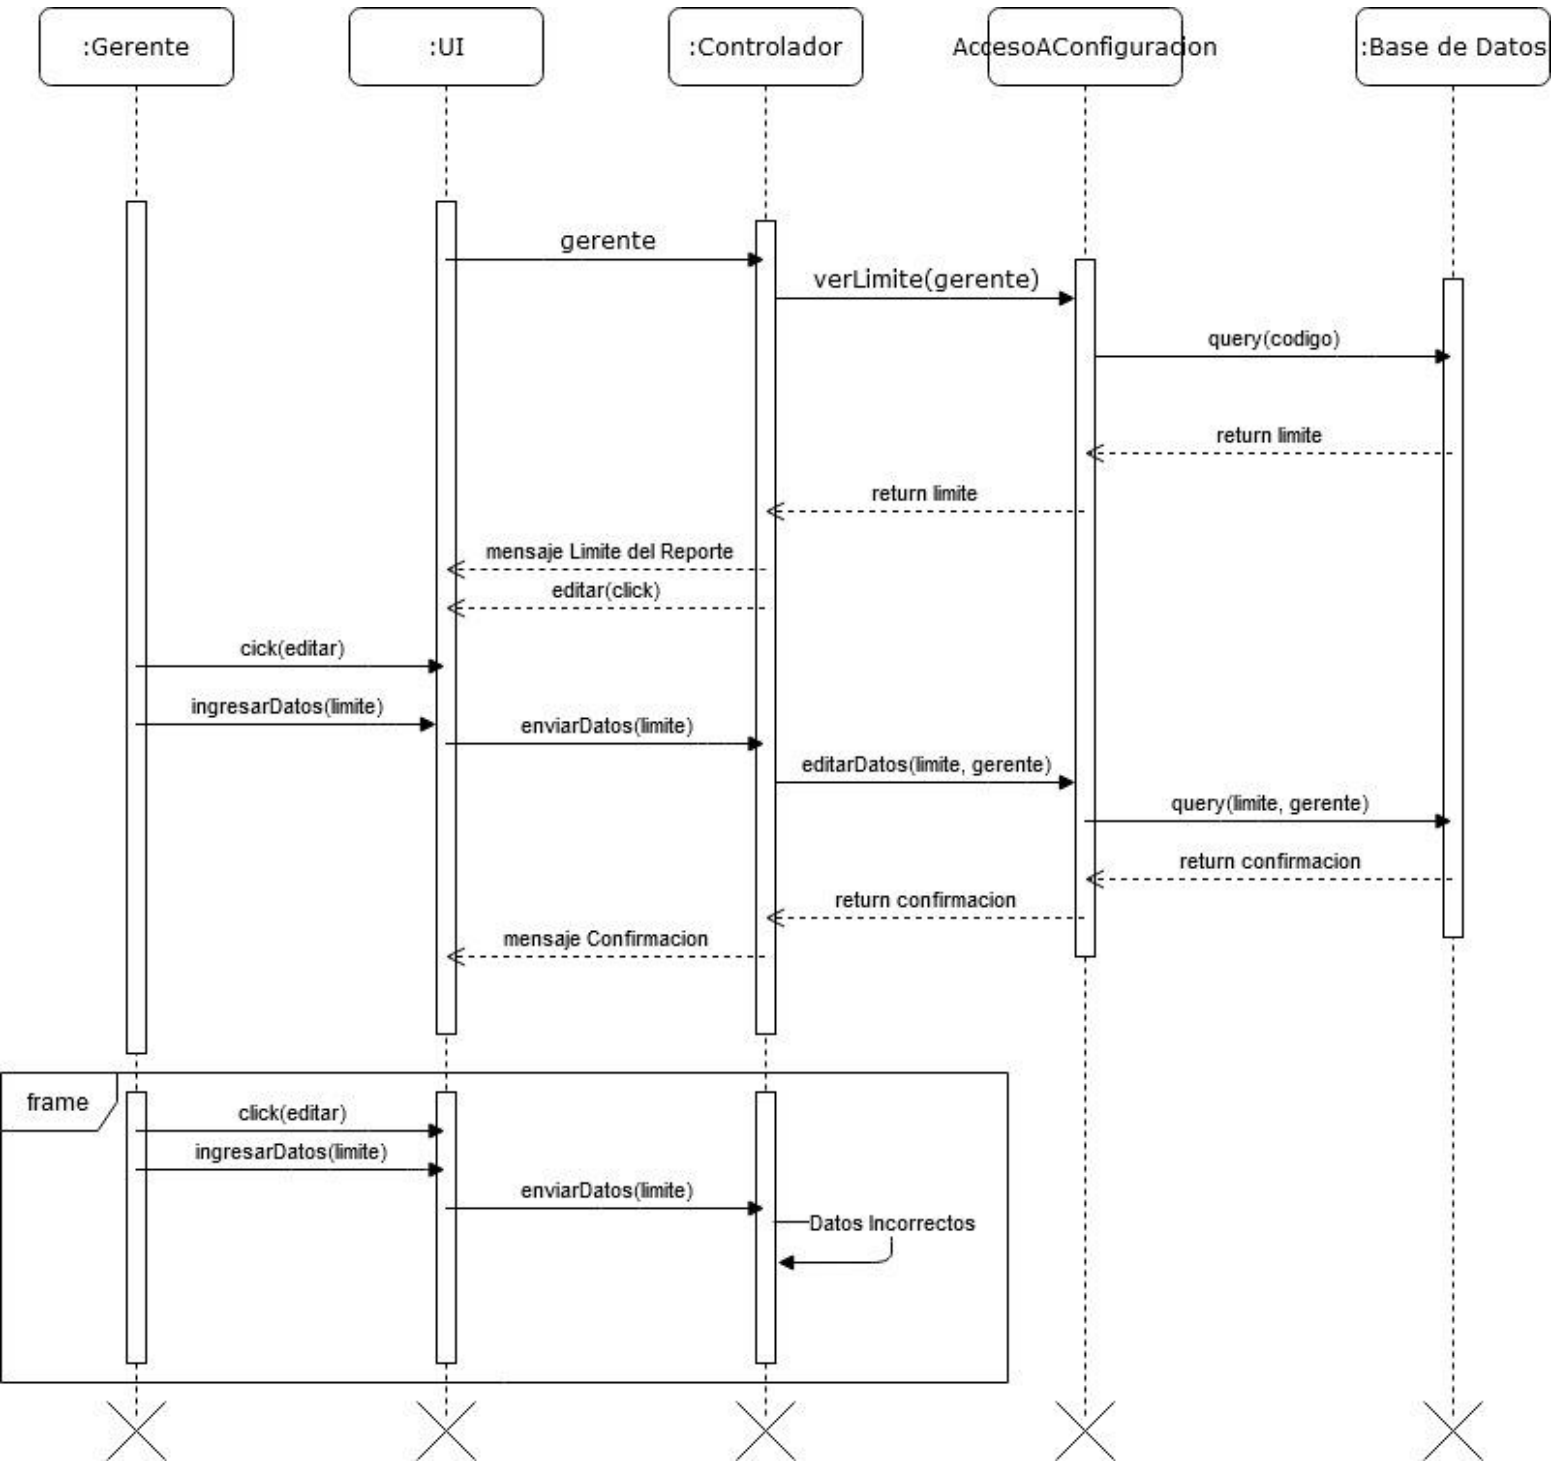 :Gerente
:UI
:Controlador
AccesoAConfiguracion
:Base de Datos
gerente
verLimite(gerente)
query(codigo)
return limite
return limite
mensaje Limite del Reporte
editar(click)
cick(editar)
ingresarDatos(limite)
enviarDatos(limite)
editarDatos(limite, gerente)
query(limite, gerente)
return confirmacion
return confirmacion
mensaje Confirmacion
frame
click(editar)
ingresarDatos(limite)
enviarDatos(limite)
Datos Incorrectos